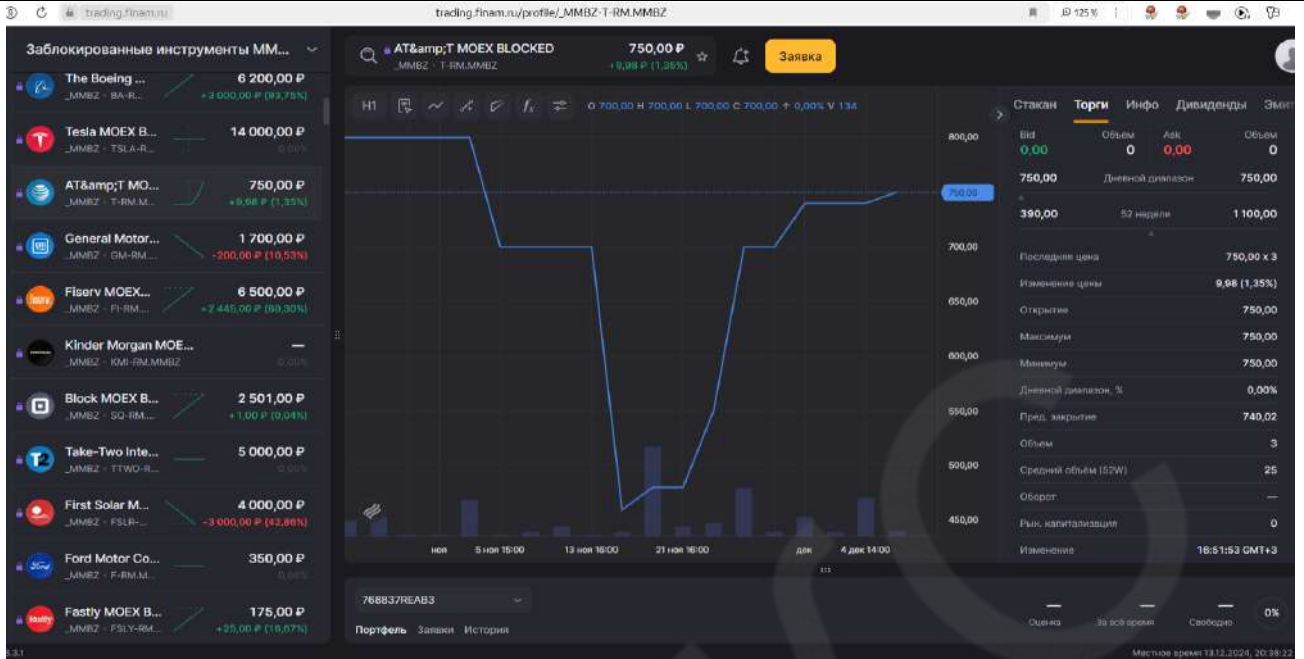 trading.finam.ru
trading.finam.ru/profile/_MMBZ-T-RM.MMBZ
125 %
Заблокированные инструменты MM...
The Boeing ...
6 200,00 ₽
_MMBZ · BA-R...
+3 000,00 ₽ (93,75%)
Tesla MOEX B...
14 000,00 ₽
_MMBZ · TSLA-R...
0,00%
AT&amp;T MO...
750,00 ₽
_MMBZ · T-RM.M...
+9,98 ₽ (1,35%)
General Motor...
1 700,00 ₽
_MMBZ · GM-RM....
-200,00 ₽ (10,53%)
Fiserv MOEX...
6 500,00 ₽
_MMBZ · FI-RM....
+2 445,00 ₽ (60,30%)
Kinder Morgan MOE...
—
_MMBZ · KMI-RM.MMBZ
0,00%
Block MOEX B...
2 501,00 ₽
_MMBZ · SQ-RM....
+1,00 ₽ (0,04%)
Take-Two Inte...
5 000,00 ₽
_MMBZ · TTWO-R...
0,00%
First Solar M...
4 000,00 ₽
_MMBZ · FSLR-...
-3 000,00 ₽ (42,86%)
Ford Motor Co...
350,00 ₽
_MMBZ · F-RM.M...
0,00%
Fastly MOEX B...
175,00 ₽
_MMBZ · FSLY-RM...
+25,00 ₽ (16,67%)
AT&amp;T MOEX BLOCKED
750,00 ₽
_MMBZ · T-RM.MMBZ
+9,98 ₽ (1,35%)
Заявка
H1
O 700,00 H 700,00 L 700,00 C 700,00 + 0,00% V 134
800,00
750,00
700,00
650,00
600,00
550,00
500,00
450,00
ноя
5 ноя 15:00
13 ноя 16:00
21 ноя 16:00
дек
4 дек 14:00
768837REAB3
Портфель Заявки История
Стакан Торги Инфо Дивиденды Эмит
Bid Объем Ask Объем
0,00 0 0,00 0
750,00 Дневной диапазон 750,00
390,00 52 недели 1 100,00
Последняя цена 750,00 x 3
Изменение цены 9,98 (1,35%)
Открытие 750,00
Максимум 750,00
Минимум 750,00
Дневной диапазон, % 0,00%
Пред. закрытие 740,02
Объем 3
Средний объём (52W) 25
Оборот —
Рын. капитализация 0
Изменение 16:51:53 GMT+3
— — — 0%
Оценка За всё время Свободно
Местное время 13.12.2024, 20:38:22